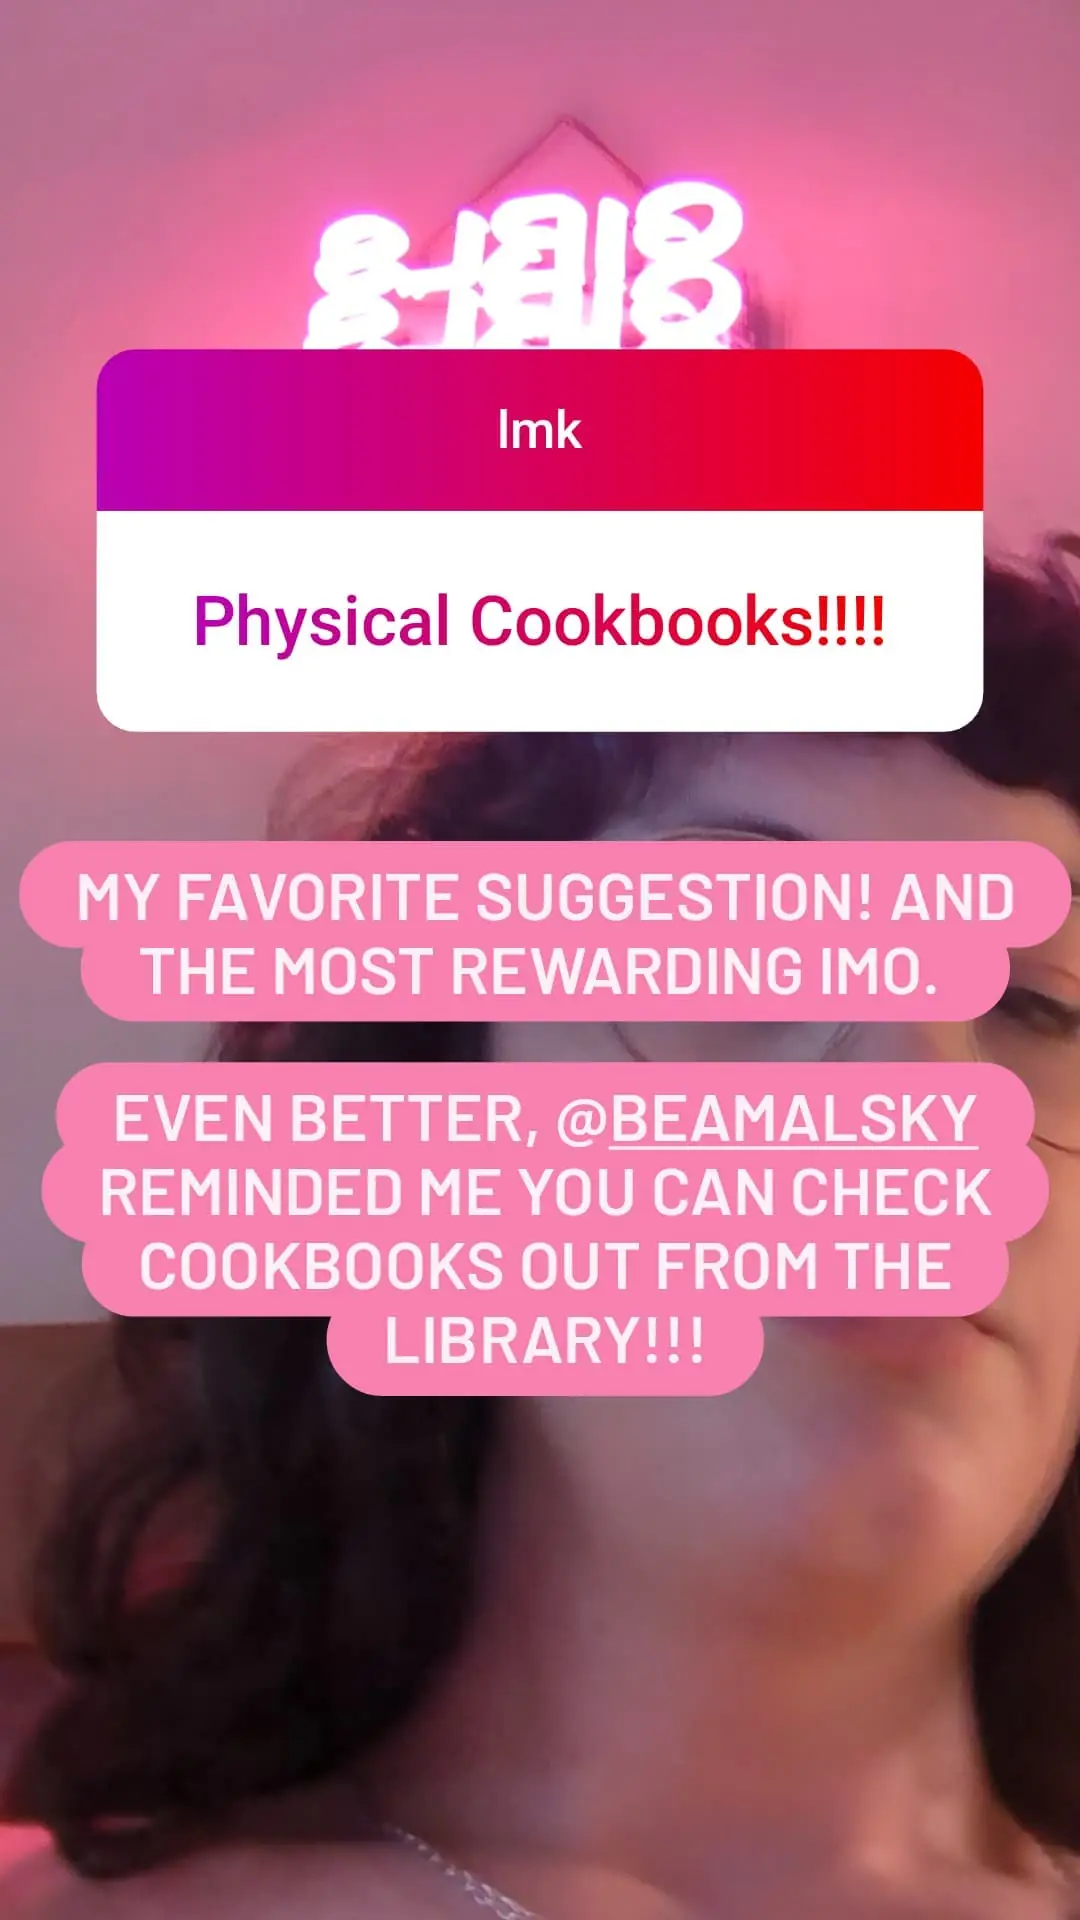 lmk
Physical Cookbooks!!!!
MY FAVORITE SUGGESTION! AND
THE MOST REWARDING IMO.
EVEN BETTER, @BEAMALSKY
REMINDED ME YOU CAN CHECK
COOKBOOKS OUT FROM THE
LIBRARY!!!